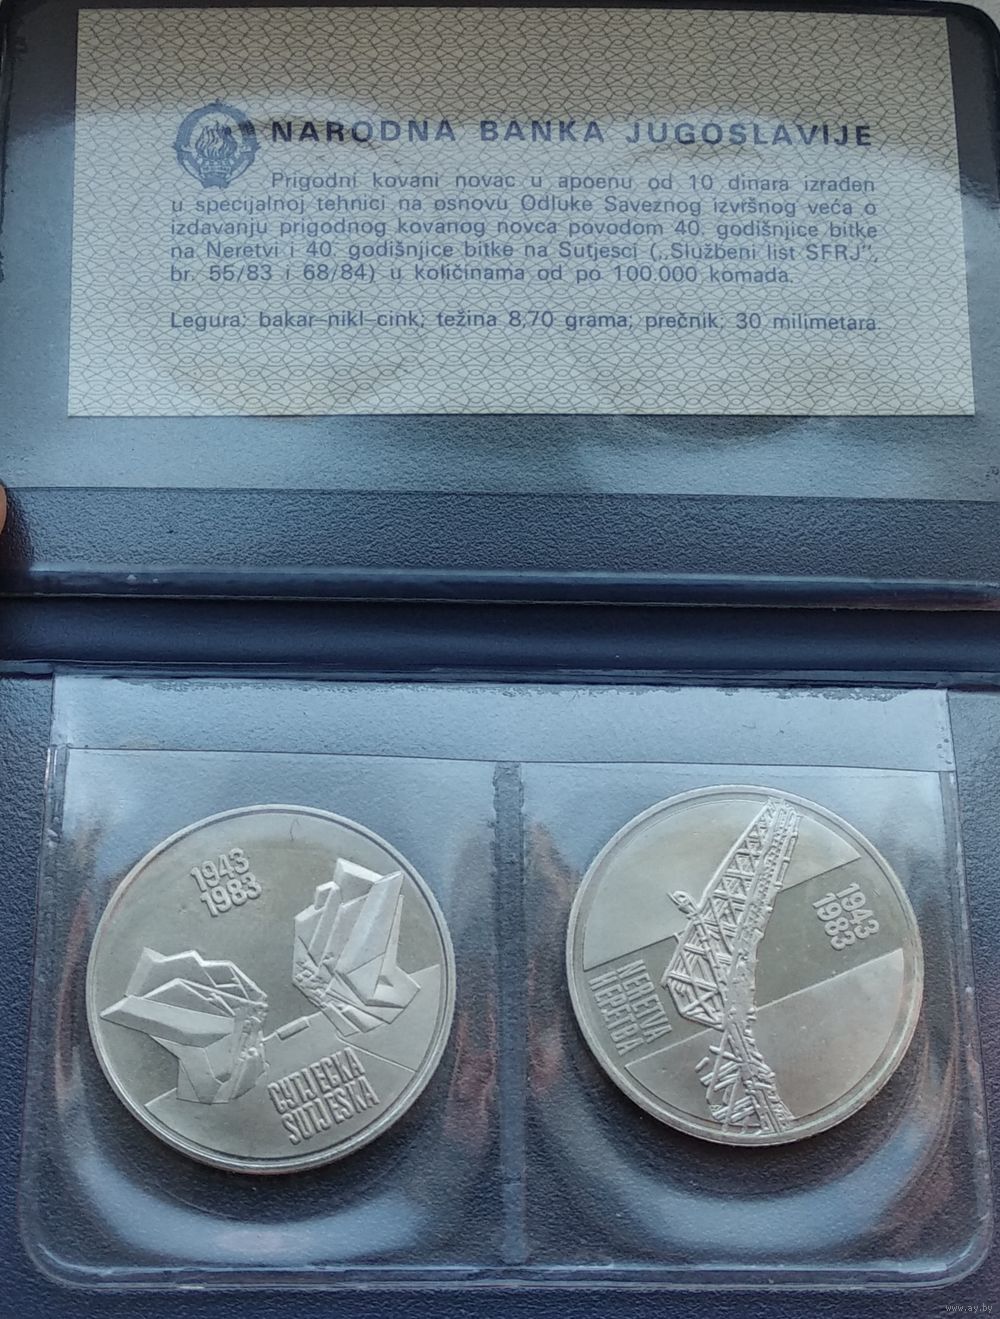 NARODNA BANKA JUGOSLAVIJE
Prigodni kovani novac u apoenu od 10 dinara izrađen
u specijalnoj tehnici na osnovu Odluke Saveznog izvršnog veća o
izdavanju prigodnog kovanog novca povodom 40. godišnjice bitke
na Neretvi i 40. godišnjice bitke na Sutjesci („Službeni list SFRJ”,
br. 55/83 i 68/84) u količinama od po 100.000 komada.
Legura: bakar–nikl–cink; težina 8,70 grama; prečnik, 30 milimetara.
1943
1983
СУТЈЕСКА
SUTJESKA
1943
1983
NERETVA
НЕРЕТВА
www.ay.by